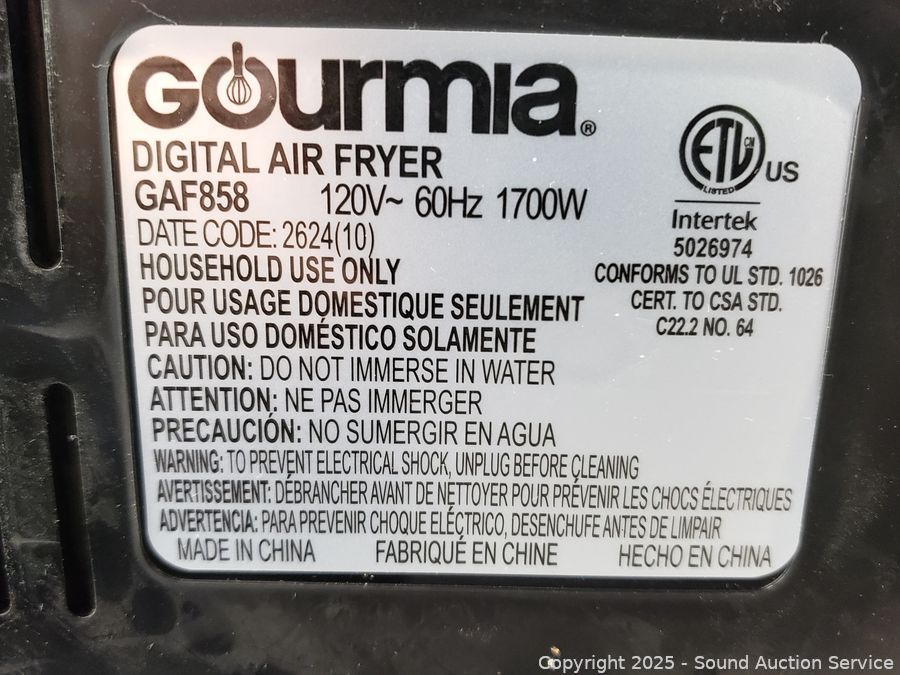 Gourmia®
DIGITAL AIR FRYER
GAF858 120V~ 60Hz 1700W
DATE CODE: 2624(10)
HOUSEHOLD USE ONLY
POUR USAGE DOMESTIQUE SEULEMENT
PARA USO DOMÉSTICO SOLAMENTE
CAUTION: DO NOT IMMERSE IN WATER
ATTENTION: NE PAS IMMERGER
PRECAUCIÓN: NO SUMERGIR EN AGUA
WARNING: TO PREVENT ELECTRICAL SHOCK, UNPLUG BEFORE CLEANING
AVERTISSEMENT: DÉBRANCHER AVANT DE NETTOYER POUR PRÉVENIR LES CHOCS ÉLECTRIQUES
ADVERTENCIA: PARA PREVENIR CHOQUE ELÉCTRICO, DESENCHUFE ANTES DE LIMPIAR
MADE IN CHINA FABRIQUÉ EN CHINE HECHO EN CHINA
ETL CM
LISTED
US
Intertek
5026974
CONFORMS TO UL STD. 1026
CERT. TO CSA STD.
C22.2 NO. 64
Copyright 2025 - Sound Auction Service